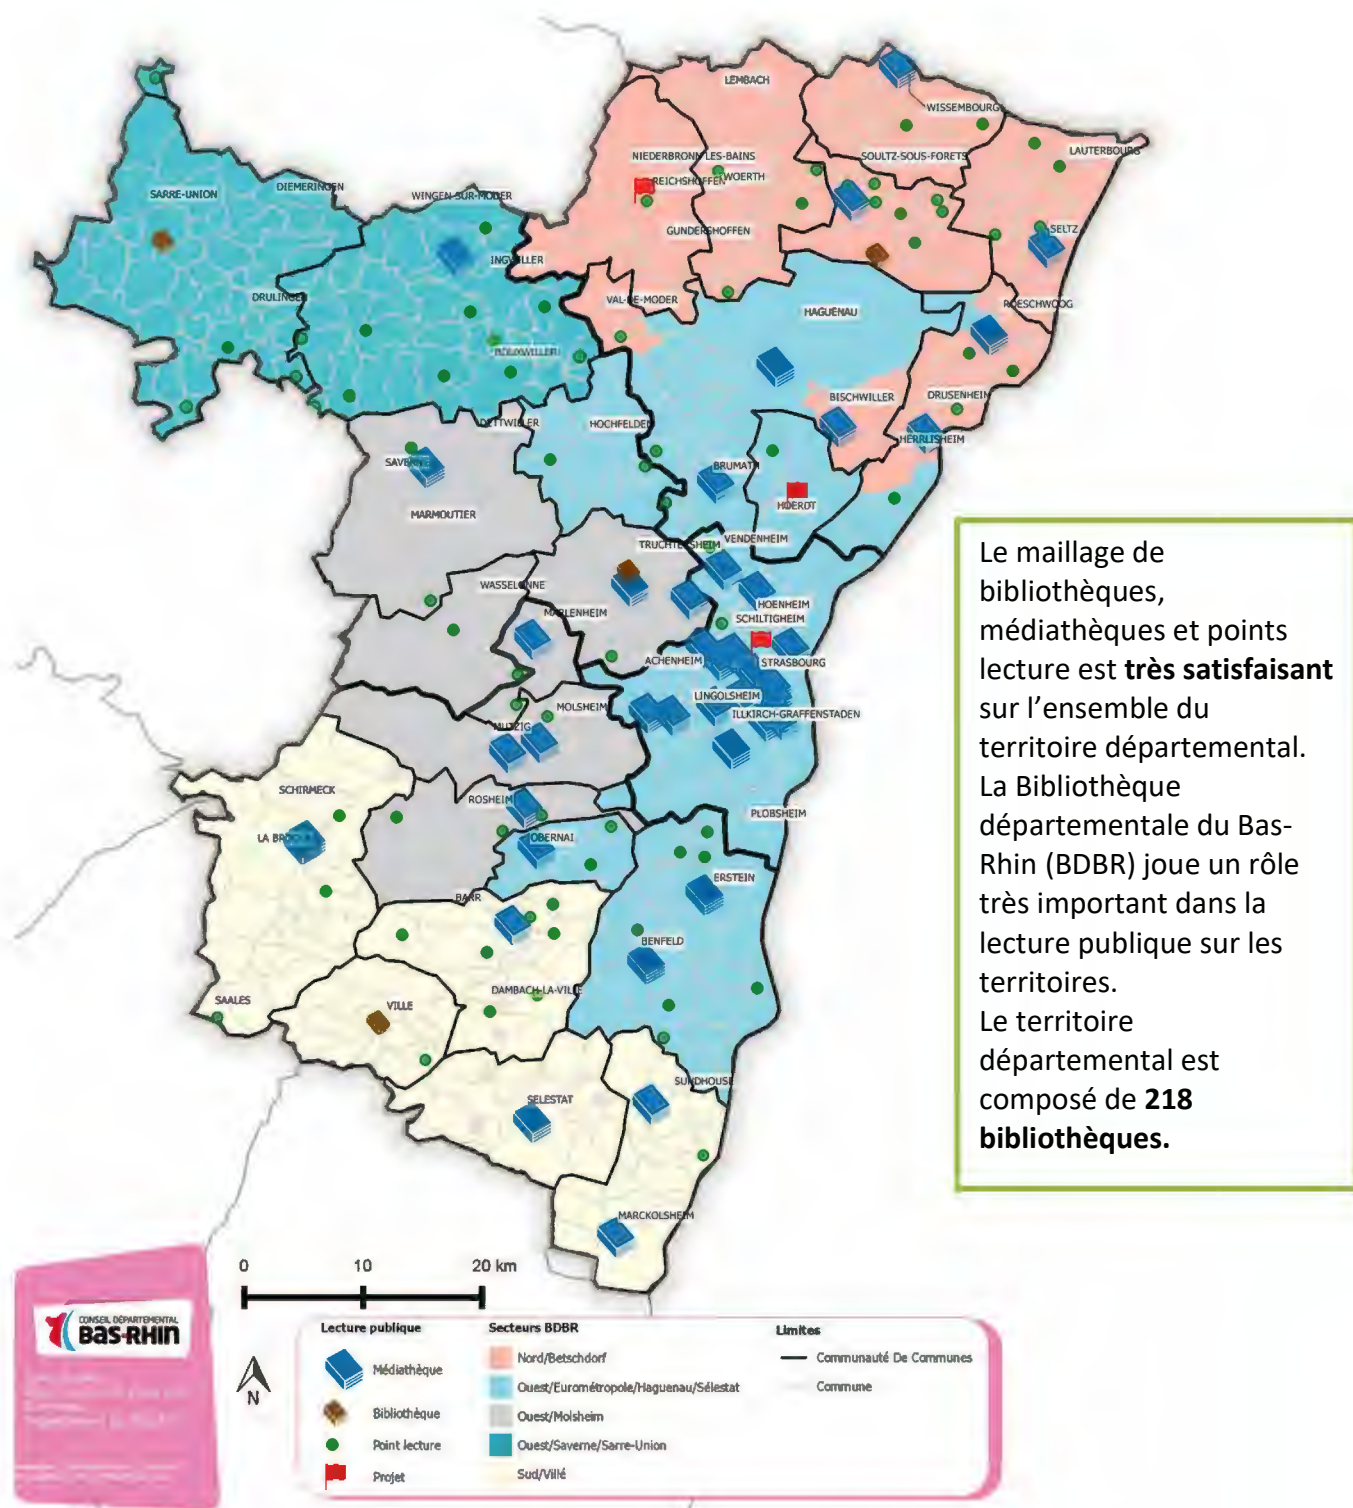 LEMBACH
WISSEMBOURG
LAUTERBOURG
NIEDERBRONN LES-BAINS
SOULTZ-SOUS-FORETS
WOERTH
REICHSHOFFEN
DIEMERINGEN
SARRE-UNION
WINGEN-SUR-MODER
GUNDERSHOFFEN
SELTZ
INGWILLER
DRULINGEN
VAL-DE-MODER
ROESCHWOOG
HAGUENAU
BOUXWILLER
BISCHWILLER
DRUSENHEIM
DETTWILLER
HOCHFELDEN
HERRLISHEIM
SAVERNE
BRUMATH
HOERDT
MARMOUTIER
VENDENHEIM
TRUCHTERSHEIM
WASSELONNE
HOENHEIM
MARLENHEIM
SCHILTIGHEIM
ACHENHEIM
STRASBOURG
LINGOLSHEIM
MOLSHEIM
ILLKIRCH-GRAFFENSTADEN
MUTZIG
SCHIRMECK
ROSHEIM
PLOBSHEIM
LA BROQUE
OBERNAI
ERSTEIN
BARR
BENFELD
DAMBACH-LA-VILLE
SAALES
VILLE
SUNDHOUSE
SELESTAT
MARCKOLSHEIM
Le maillage de
bibliothèques,
médiathèques et points
lecture est très satisfaisant
sur l’ensemble du
territoire départemental.
La Bibliothèque
départementale du Bas-
Rhin (BDBR) joue un rôle
très important dans la
lecture publique sur les
territoires.
Le territoire
départemental est
composé de 218
bibliothèques.
0 10 20 km
CONSEIL DÉPARTEMENTAL
BAS-RHIN
N
Lecture publique
Médiathèque
Bibliothèque
Point lecture
Projet
Secteurs BDBR
Nord/Betschdorf
Ouest/Eurométropole/Haguenau/Sélestat
Ouest/Molsheim
Ouest/Saverne/Sarre-Union
Sud/Villé
Limites
Communauté De Communes
Commune